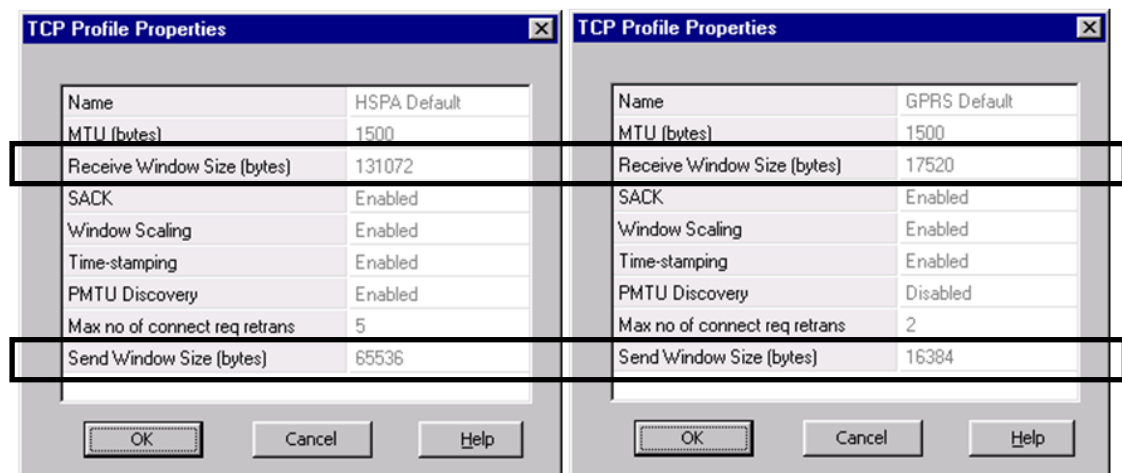 TCP Profile Properties
Name HSPA Default
MTU (bytes) 1500
Receive Window Size (bytes) 131072
SACK Enabled
Window Scaling Enabled
Time-stamping Enabled
PMTU Discovery Enabled
Max no of connect req retrans 5
Send Window Size (bytes) 65536
OK Cancel Help
TCP Profile Properties
Name GPRS Default
MTU (bytes) 1500
Receive Window Size (bytes) 17520
SACK Enabled
Window Scaling Enabled
Time-stamping Enabled
PMTU Discovery Disabled
Max no of connect req retrans 2
Send Window Size (bytes) 16384
OK Cancel Help